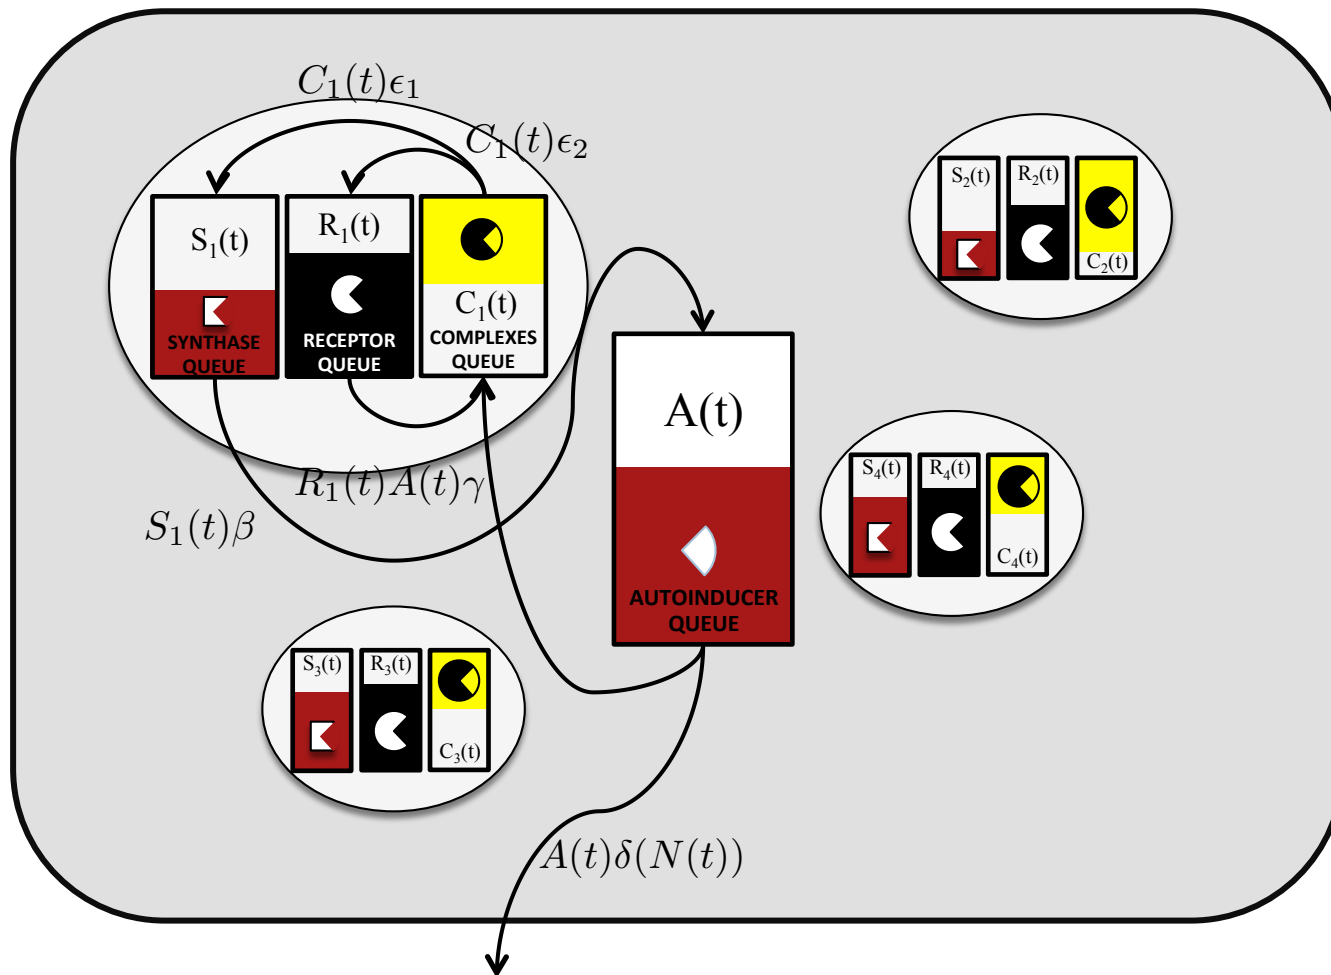 C₁(t)ϵ₁
C₁(t)ϵ₂
S₁(t)
R₁(t)
C₁(t)
SYNTHASE
QUEUE
RECEPTOR
QUEUE
COMPLEXES
QUEUE
S₂(t)
R₂(t)
C₂(t)
A(t)
AUTOINDUCER
QUEUE
R₁(t)A(t)γ
S₁(t)β
S₄(t)
R₄(t)
C₄(t)
S₃(t)
R₃(t)
C₃(t)
A(t)δ(N(t))